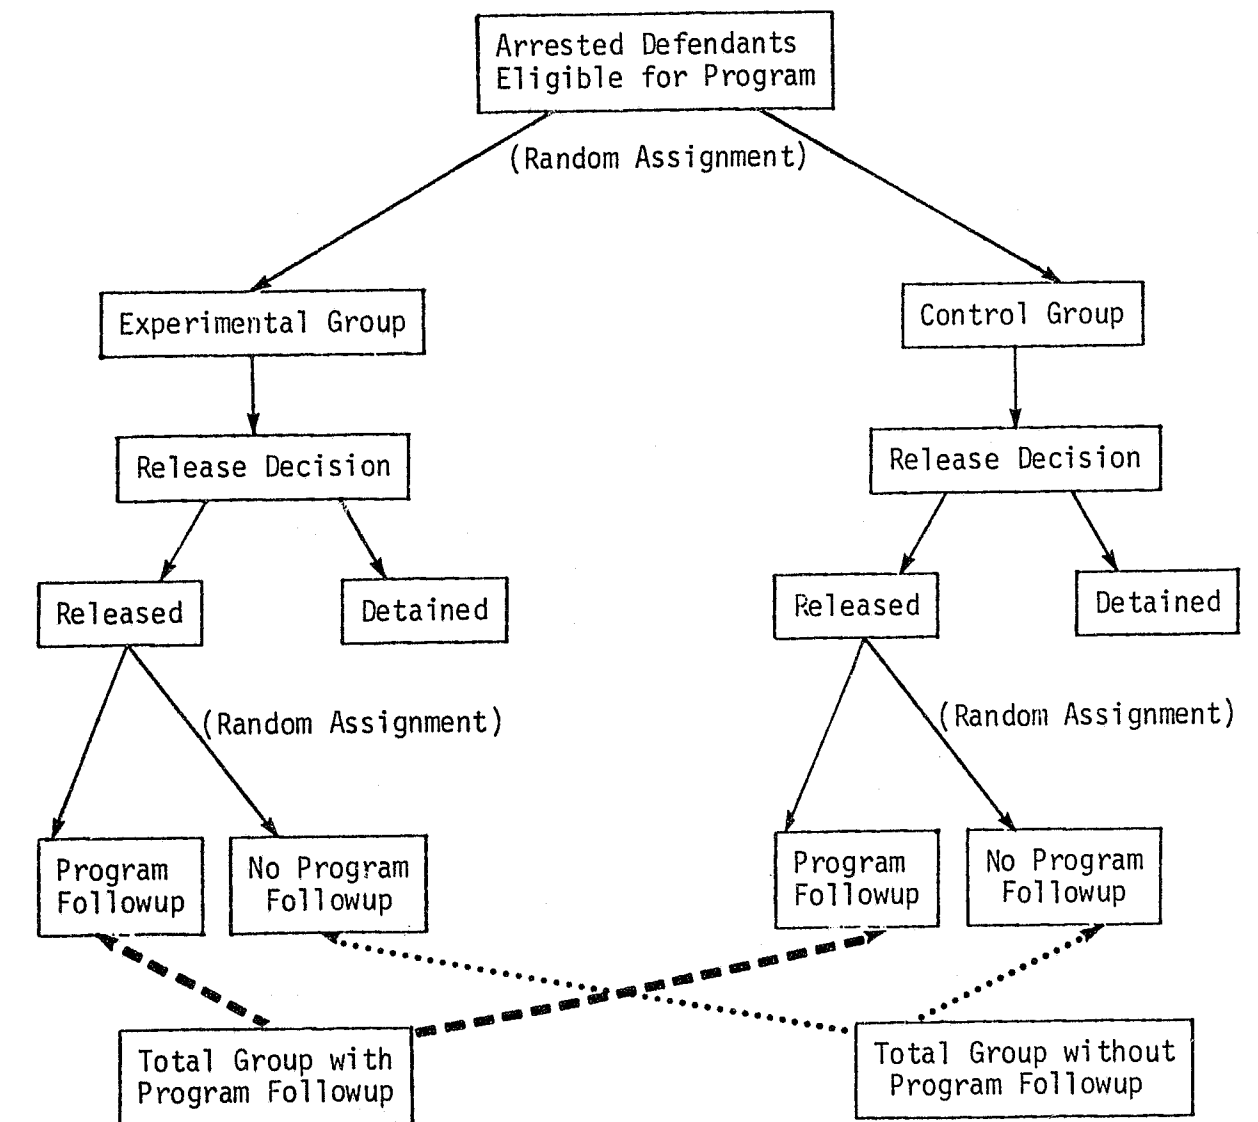 Arrested Defendants
Eligible for Program
(Random Assignment)
Experimental Group
Control Group
Release Decision
Release Decision
Released
Detained
Released
Detained
(Random Assignment)
(Random Assignment)
Program
Followup
No Program
Followup
Program
Followup
No Program
Followup
Total Group with
Program Followup
Total Group without
Program Followup